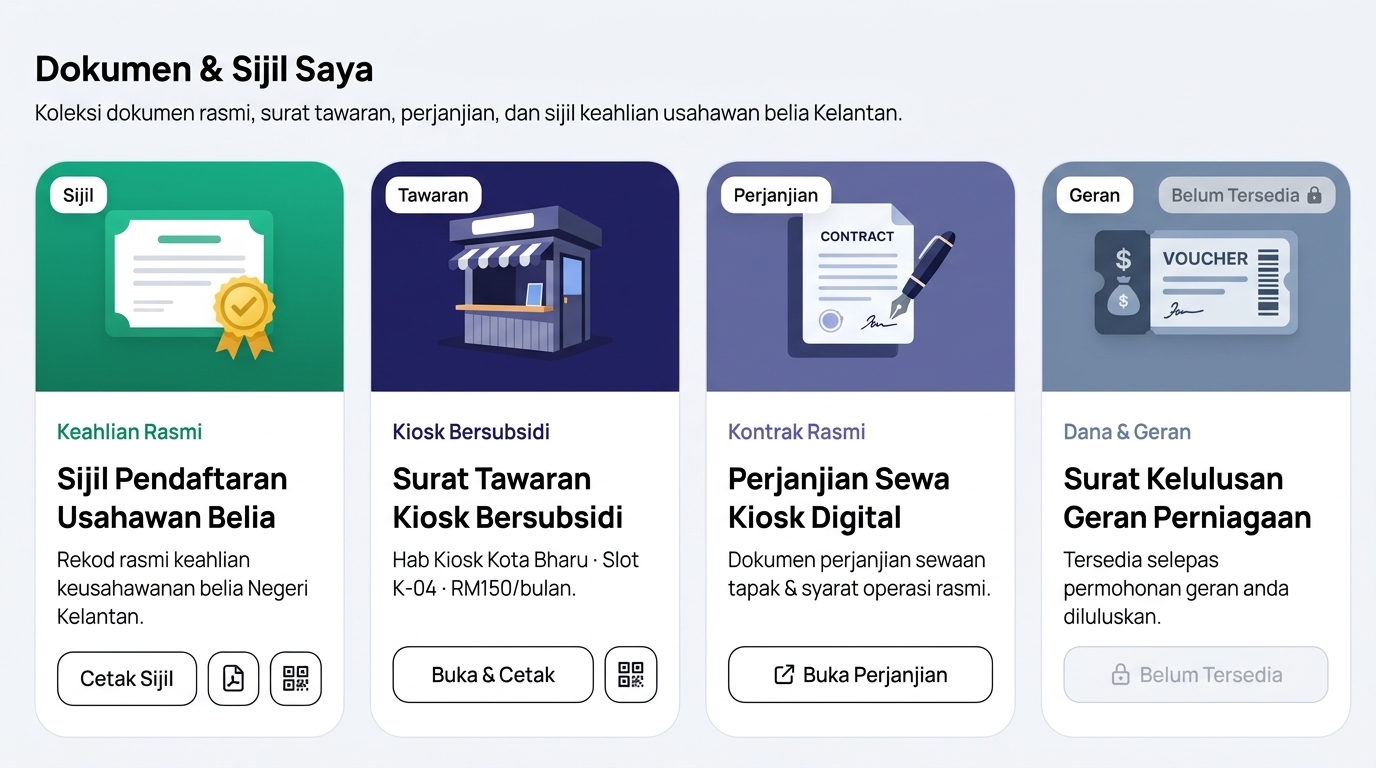 Dokumen & Sijil Saya
Koleksi dokumen rasmi, surat tawaran, perjanjian, dan sijil keahlian usahawan belia Kelantan.
Sijil
Keahlian Rasmi
Sijil Pendaftaran
Usahawan Belia
Rekod rasmi keahlian
keusahawanan belia Negeri
Kelantan.
Cetak Sijil
Tawaran
Kiosk Bersubsidi
Surat Tawaran
Kiosk Bersubsidi
Hab Kiosk Kota Bharu · Slot
K-04 · RM150/bulan.
Buka & Cetak
Perjanjian
CONTRACT
Kontrak Rasmi
Perjanjian Sewa
Kiosk Digital
Dokumen perjanjian sewaan
tapak & syarat operasi rasmi.
Buka Perjanjian
Geran
Belum Tersedia
$
$
VOUCHER
Dana & Geran
Surat Kelulusan
Geran Perniagaan
Tersedia selepas
permohonan geran anda
diluluskan.
Belum Tersedia